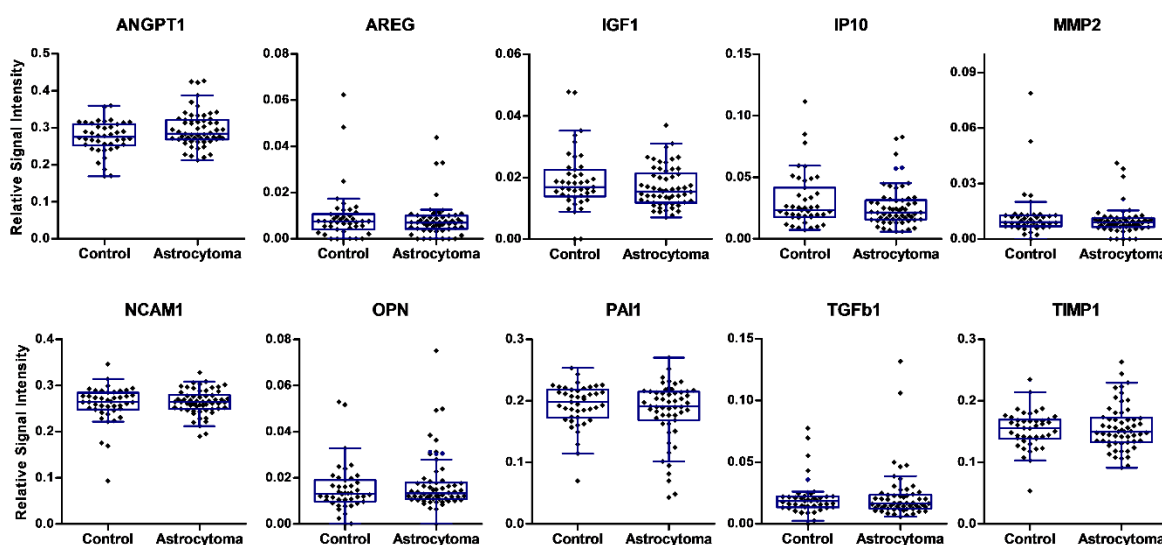 ANGPT1 AREG IGF1 IP10 MMP2
Relative Signal Intensity
0.5 0.08 0.06 0.15 0.09
0.4 0.06 0.04 0.10 0.06
0.3 0.04 0.02 0.05 0.03
0.2 0.02 0.00 0.00 0.00
0.1 0.00
0.0
Control Astrocytoma Control Astrocytoma Control Astrocytoma Control Astrocytoma Control Astrocytoma
NCAM1 OPN PAI1 TGFb1 TIMP1
Relative Signal Intensity
0.4 0.08 0.3 0.15 0.3
0.3 0.06 0.2 0.10 0.2
0.2 0.04 0.1 0.05 0.1
0.1 0.02 0.0 0.00 0.0
0.0 0.00
Control Astrocytoma Control Astrocytoma Control Astrocytoma Control Astrocytoma Control Astrocytoma